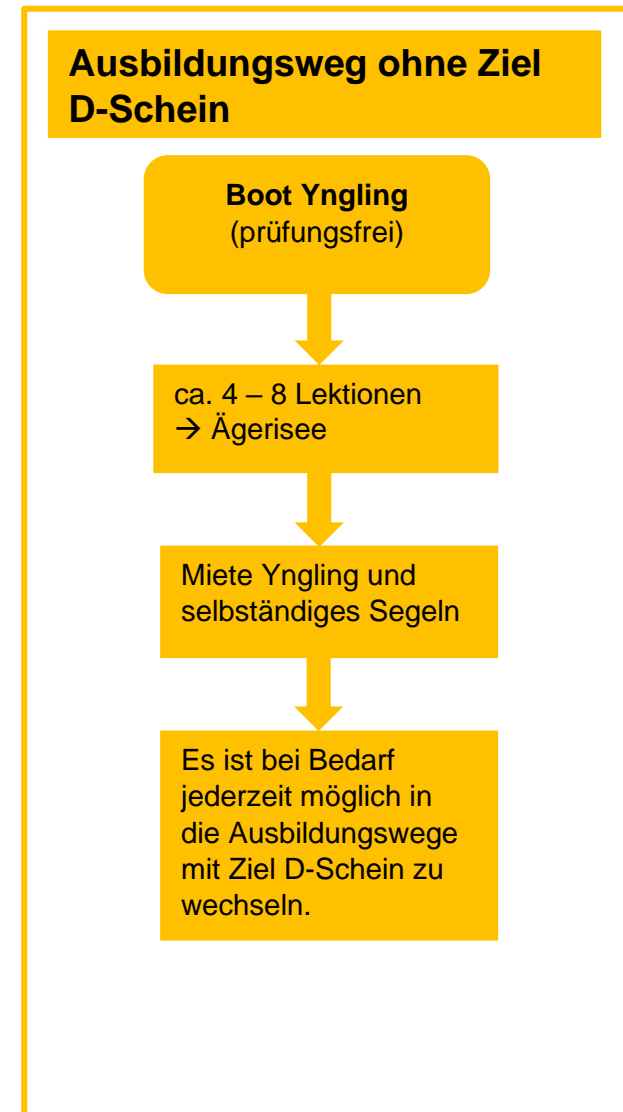 Ausbildungsweg ohne Ziel
D-Schein
Boot Yngling
(prüfungsfrei)
ca. 4 – 8 Lektionen
→ Ägerisee
Miete Yngling und
selbständiges Segeln
Es ist bei Bedarf
jederzeit möglich in
die Ausbildungswege
mit Ziel D-Schein zu
wechseln.